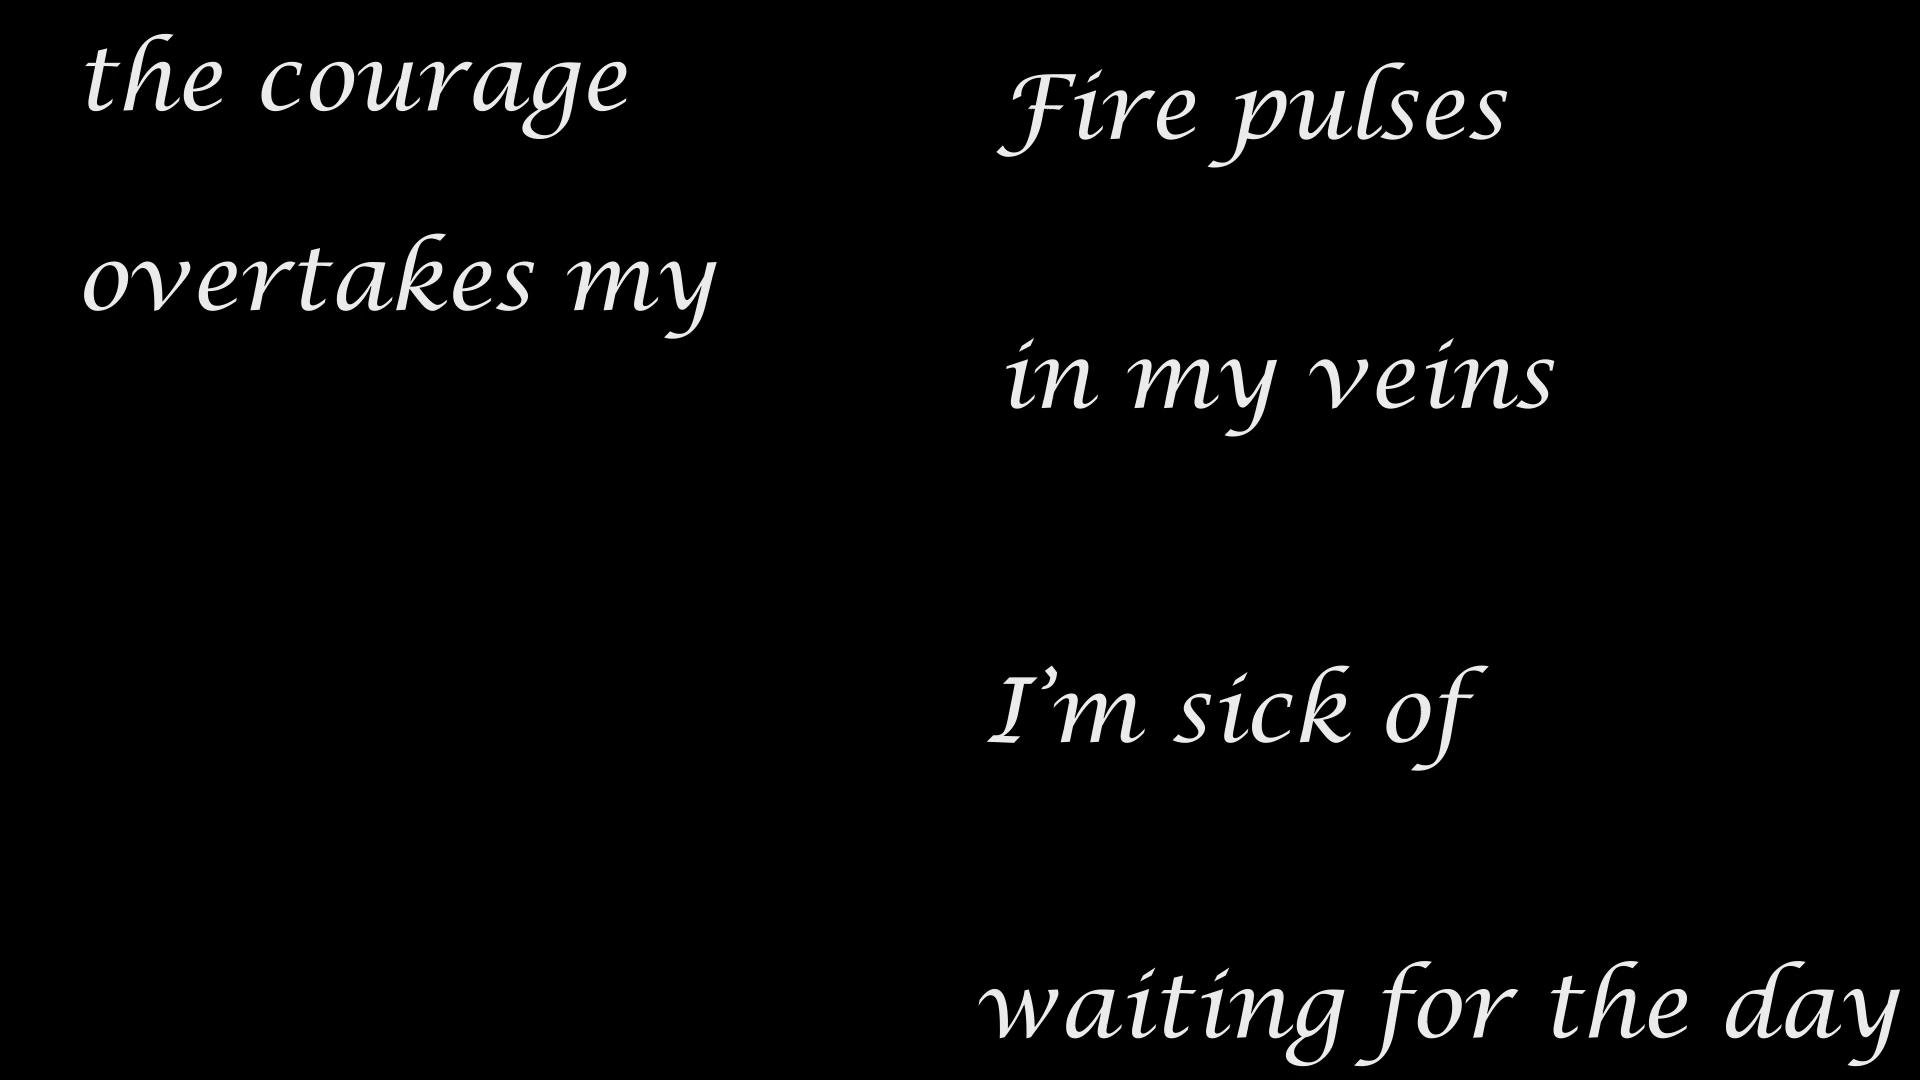 the courage
overtakes my
Fire pulses
in my veins
I’m sick of
waiting for the day